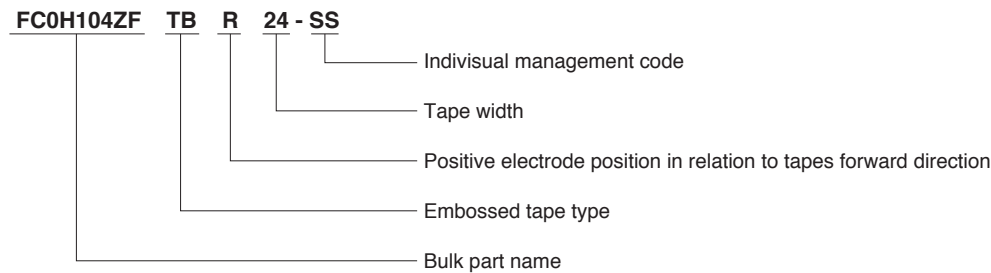 FC0H104ZF TB R 24 - SS
Indivisual management code
Tape width
Positive electrode position in relation to tapes forward direction
Embossed tape type
Bulk part name